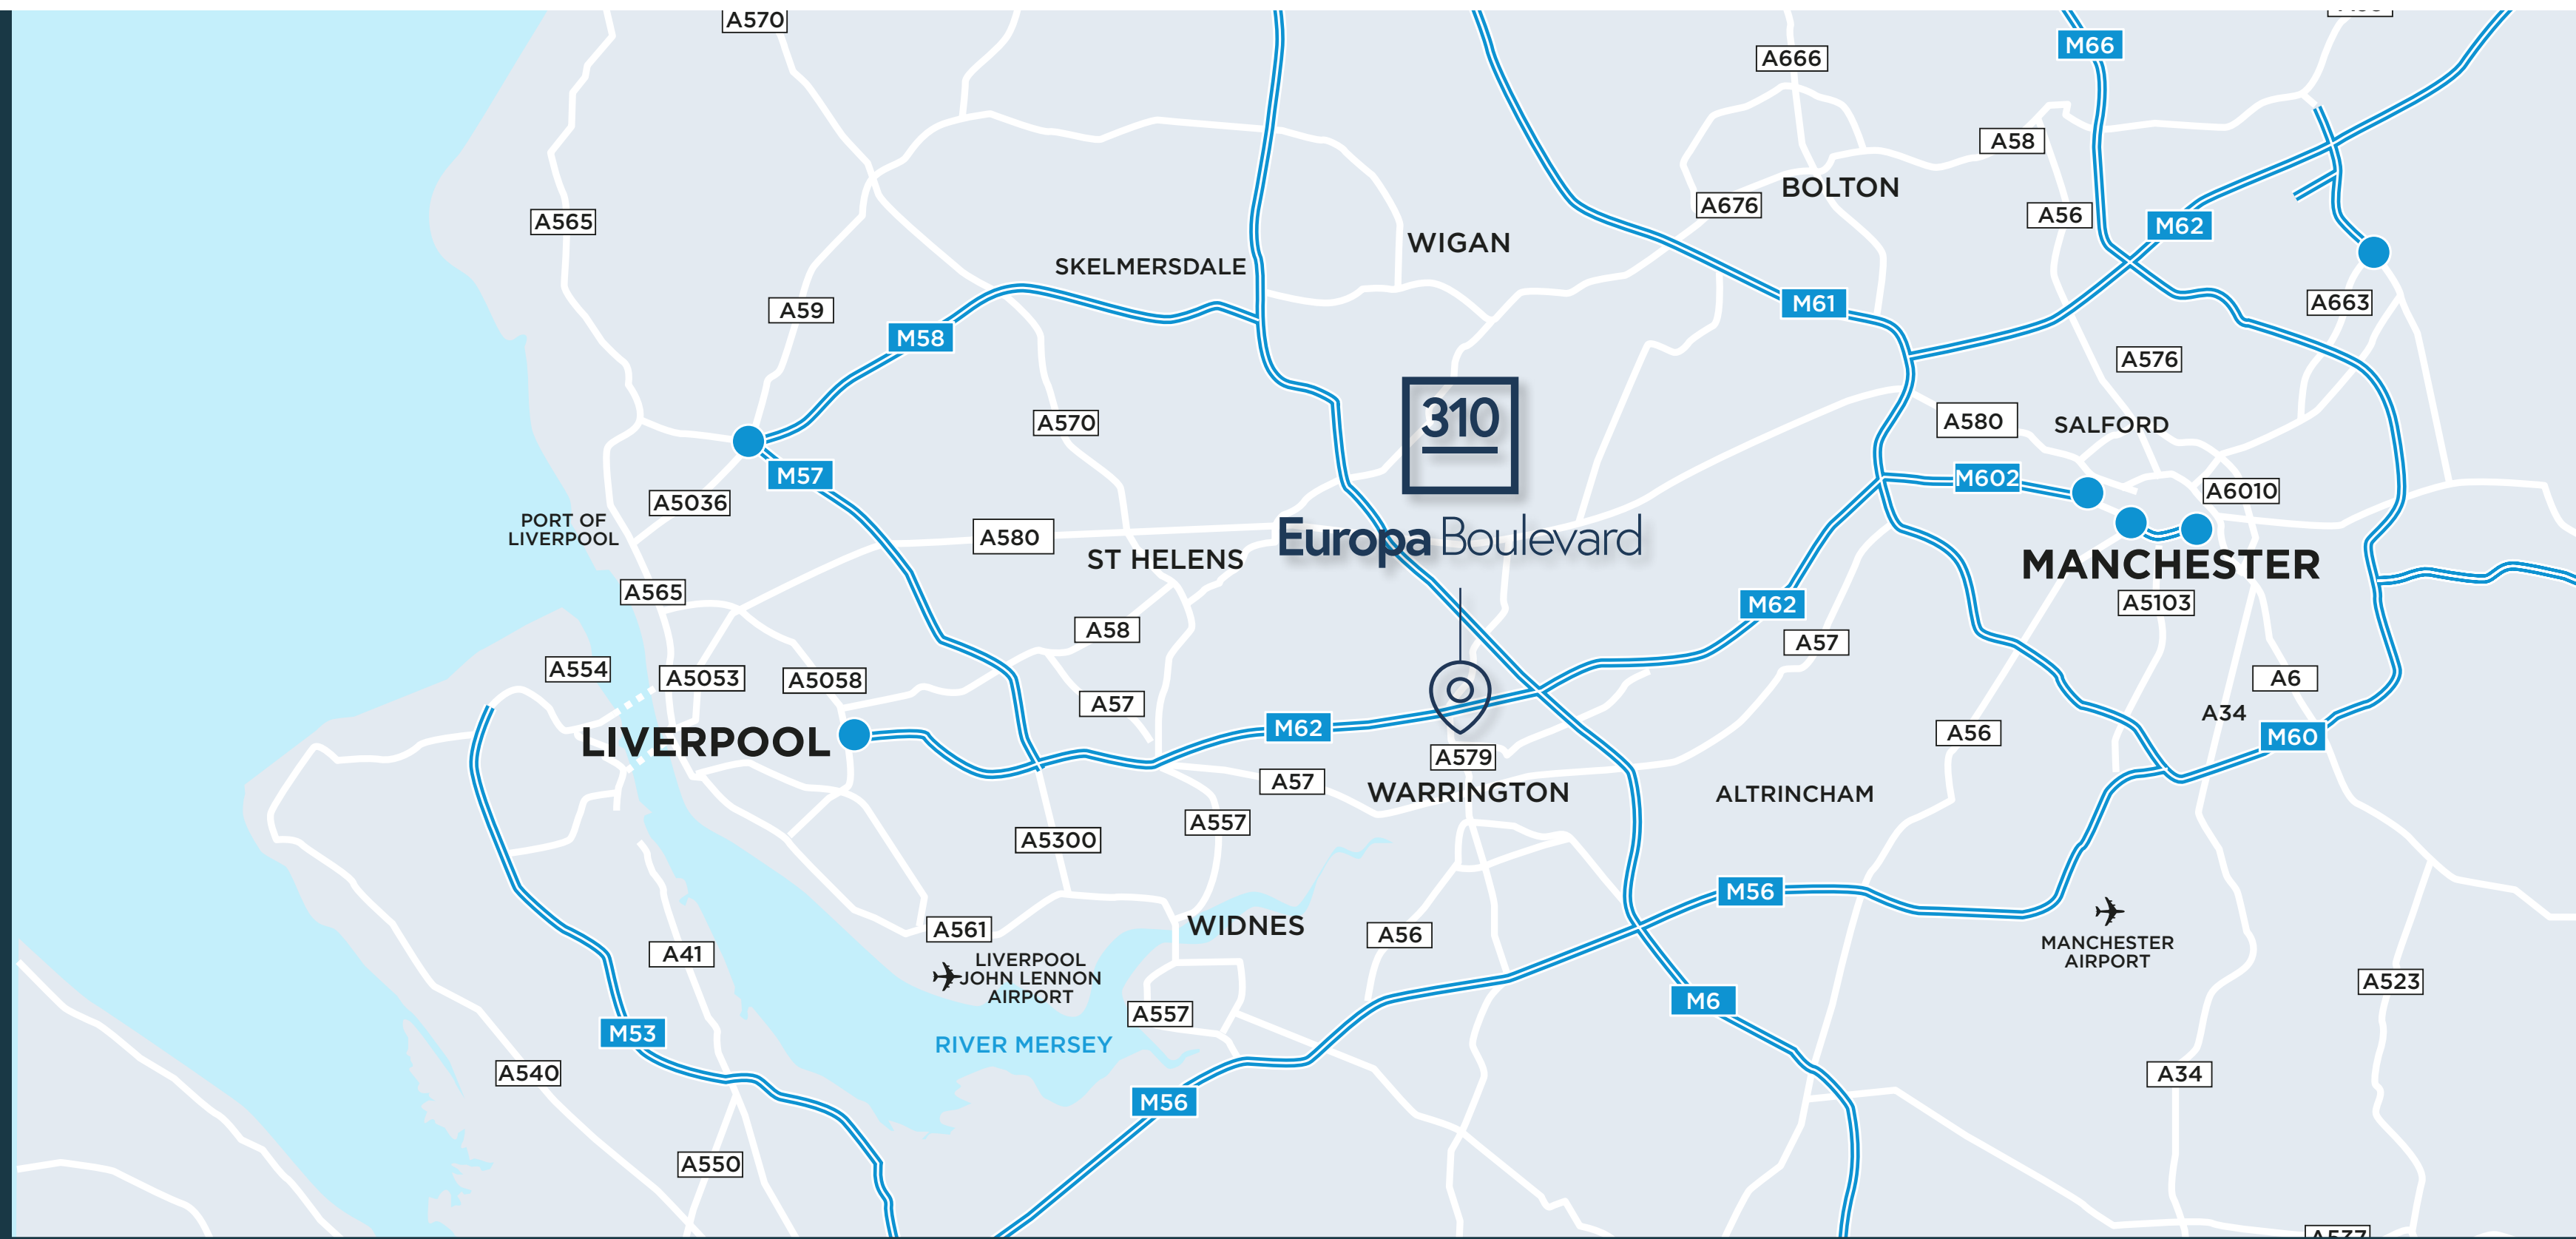 A570
M66
A666
A58
BOLTON
A676
A565
A56
M62
WIGAN
SKELMERSDALE
A59
M61
A663
M58
A576
310
A570
A580
SALFORD
M57
M602
A6010
A5036
PORT OF
LIVERPOOL
A580
Europa Boulevard
ST HELENS
MANCHESTER
A565
M62
A5103
A58
A57
A554
A5053
A5058
A6
A57
A34
M62
A56
M60
LIVERPOOL
A579
A57
WARRINGTON
ALTRINCHAM
A557
A5300
M56
WIDNES
A561
A56
MANCHESTER
AIRPORT
A41
LIVERPOOL
JOHN LENNON
AIRPORT
A523
M6
A557
M53
RIVER MERSEY
A540
A34
M56
A550